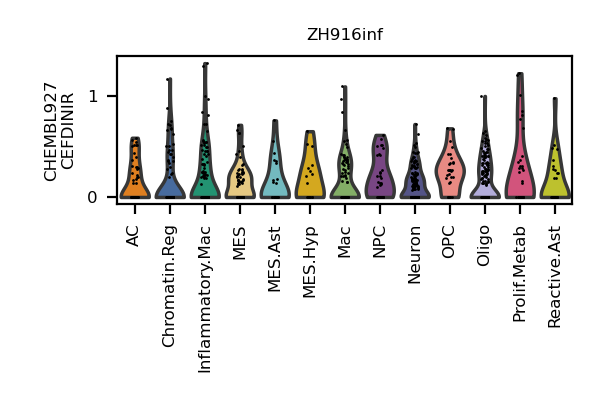 ZH916inf
CHEMBL927
CEFDINIR
1
0
AC
Chromatin.Reg
Inflammatory.Mac
MES
MES.Ast
MES.Hyp
Mac
NPC
Neuron
OPC
Oligo
Prolif.Metab
Reactive.Ast